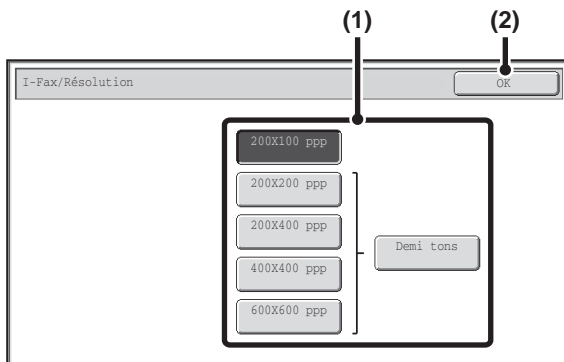 (1) (2)
I-Fax/Résolution OK
200X100 ppp
200X200 ppp
200X400 ppp
Demi tons
400X400 ppp
600X600 ppp